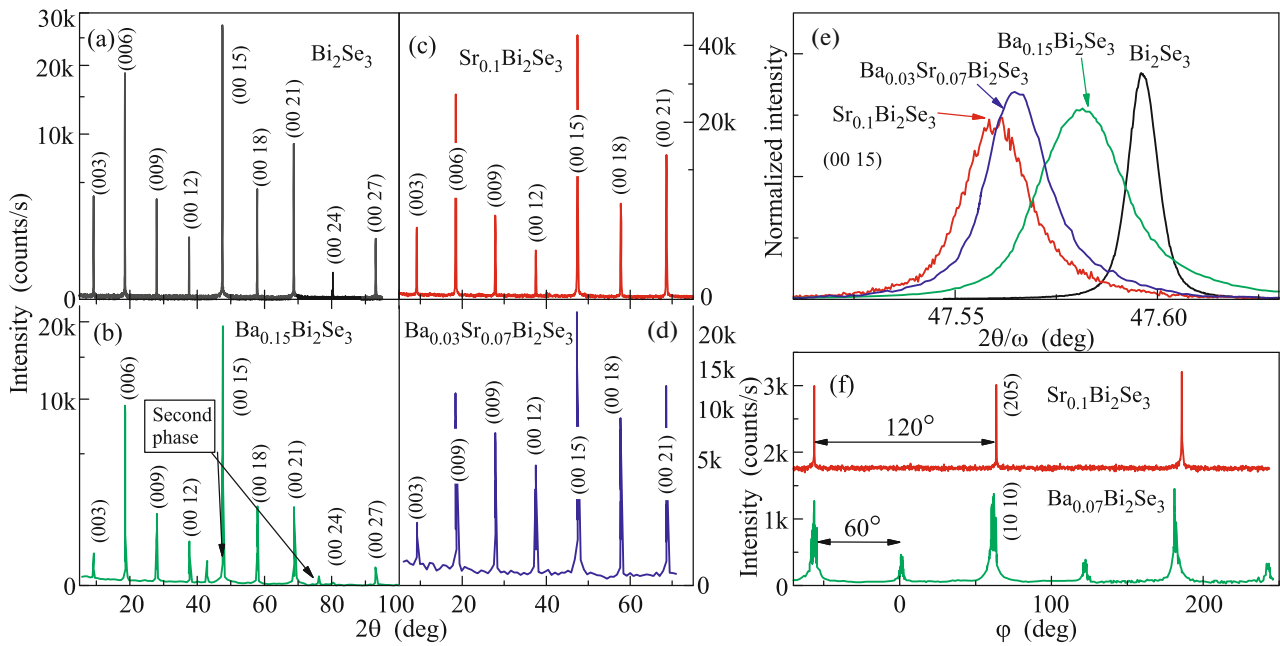 30k
20k
10k
0
(a)
Bi₂Se₃
(003)
(006)
(009)
(00 12)
(00 15)
(00 18)
(00 21)
(00 24)
(00 27)
(c)
Sr₀.₁Bi₂Se₃
(003)
(006)
(009)
(00 12)
(00 15)
(00 18)
(00 21)
40k
20k
0
Intensity (counts/s)
20k
10k
0
(b)
Ba₀.₁₅Bi₂Se₃
Second
phase
(003)
(006)
(009)
(00 12)
(00 15)
(00 18)
(00 21)
(00 24)
(00 27)
20 40 60 80 100
Ba₀.₀₃Sr₀.₀₇Bi₂Se₃
(d)
(003)
(009)
(009)
(00 12)
(00 15)
(00 18)
(00 21)
20k
15k
10k
5k
0
20 40 60
2θ (deg)
(e)
Normalized intensity
Ba₀.₁₅Bi₂Se₃
Bi₂Se₃
Ba₀.₀₃Sr₀.₀₇Bi₂Se₃
Sr₀.₁Bi₂Se₃
(00 15)
47.55 47.60
2θ/ω (deg)
(f)
Intensity (counts/s)
3k
2k
1k
0
Sr₀.₁Bi₂Se₃
(205)
120°
Ba₀.₀₇Bi₂Se₃
(10 10)
60°
0 100 200
φ (deg)